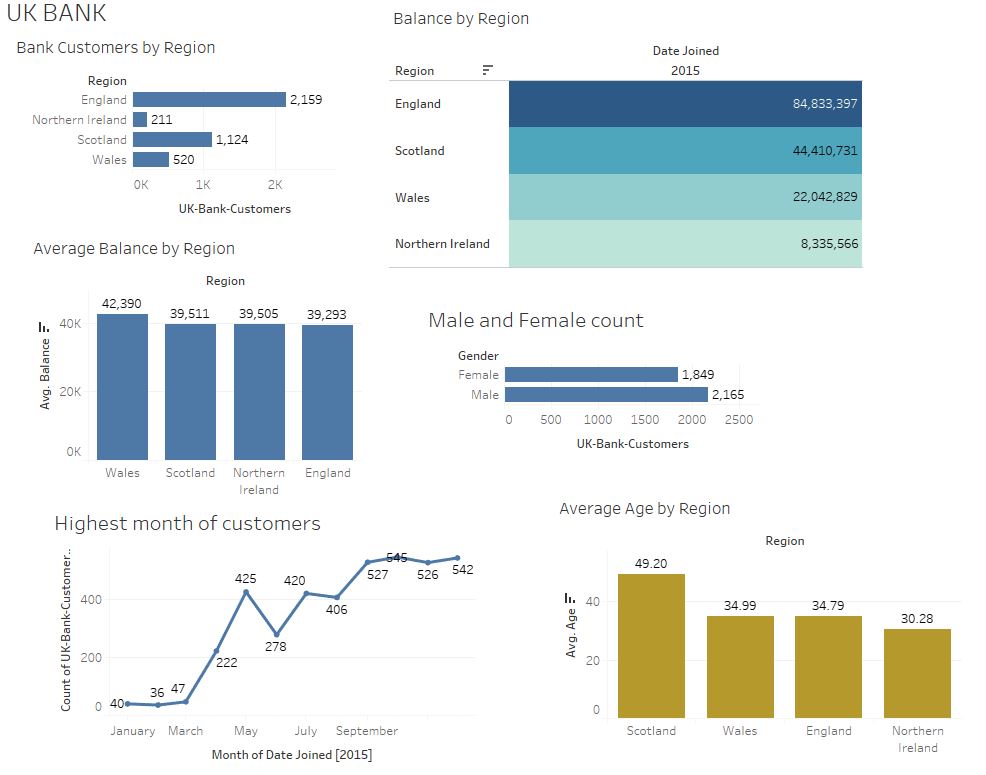 UK BANK
Bank Customers by Region
Region
England 2,159
Northern Ireland 211
Scotland 1,124
Wales 520
0K 1K 2K
UK-Bank-Customers
Balance by Region
Date Joined
Region 2015
England 84,833,397
Scotland 44,410,731
Wales 22,042,829
Northern Ireland 8,335,566
Average Balance by Region
Region
42,390 39,511 39,505 39,293
40K
20K
0K
Avg. Balance
Wales Scotland Northern Ireland England
Male and Female count
Gender
Female 1,849
Male 2,165
0 500 1000 1500 2000 2500
UK-Bank-Customers
Highest month of customers
Count of UK-Bank-Customer..
400
200
0
40 36 47 222 425 278 420 406 527 545 526 542
January March May July September
Month of Date Joined [2015]
Average Age by Region
Region
49.20 34.99 34.79 30.28
40
20
0
Avg. Age
Scotland Wales England Northern Ireland